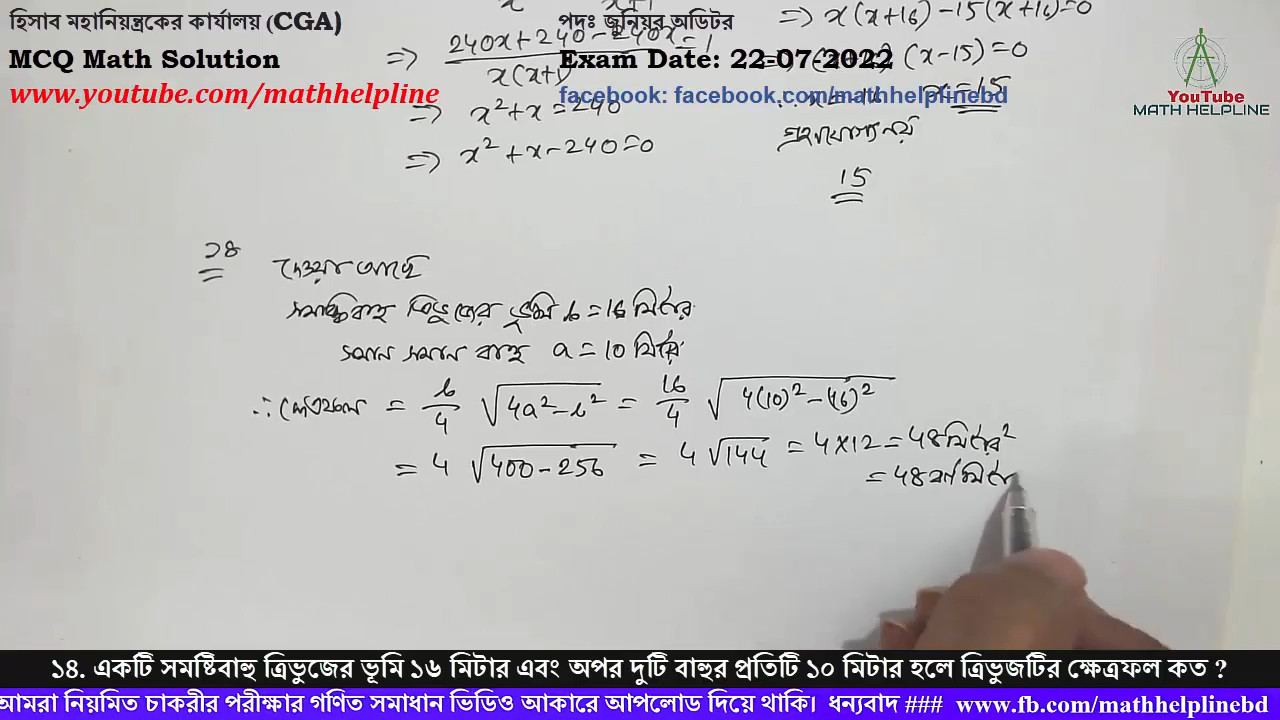 হিসাব মহানিয়ন্ত্রকের কার্যালয় (CGA)
পদঃ জুনিয়র অডিটর
MCQ Math Solution
Exam Date: 22-07-2022
www.youtube.com/mathhelpline
facebook: facebook.com/mathhelplinebd
YouTube
MATH HELPLINE
=> x(x+16) -15(x+16)=0
=> (240x+240-240x)/(x(x+1)) = 1
(x-15)=0
x=15
=> x²+x=240
=> x²+x-240=0
গ্রহণযোগ্য নয়
15
১৪
দেওয়া আছে
সমদ্বিবাহু ত্রিভুজের ভূমি b=16 মিটার
সমান সমান বাহু a=10 মিটার
∴ ক্ষেত্রফল = b/4 √(4a²-b²) = 16/4 √(4(10)²-(16)²)
= 4 √(400-256) = 4√144 = 4×12=48 মিটার²
= 48 বর্গ মিটার
১৪. একটি সমষ্টিবাহু ত্রিভুজের ভূমি ১৬ মিটার এবং অপর দুটি বাহুর প্রতিটি ১০ মিটার হলে ত্রিভুজটির ক্ষেত্রফল কত ?
আমরা নিয়মিত চাকরীর পরীক্ষার গণিত সমাধান ভিডিও আকারে আপলোড দিয়ে থাকি। ধন্যবাদ ### www.fb.com/mathhelplinebd